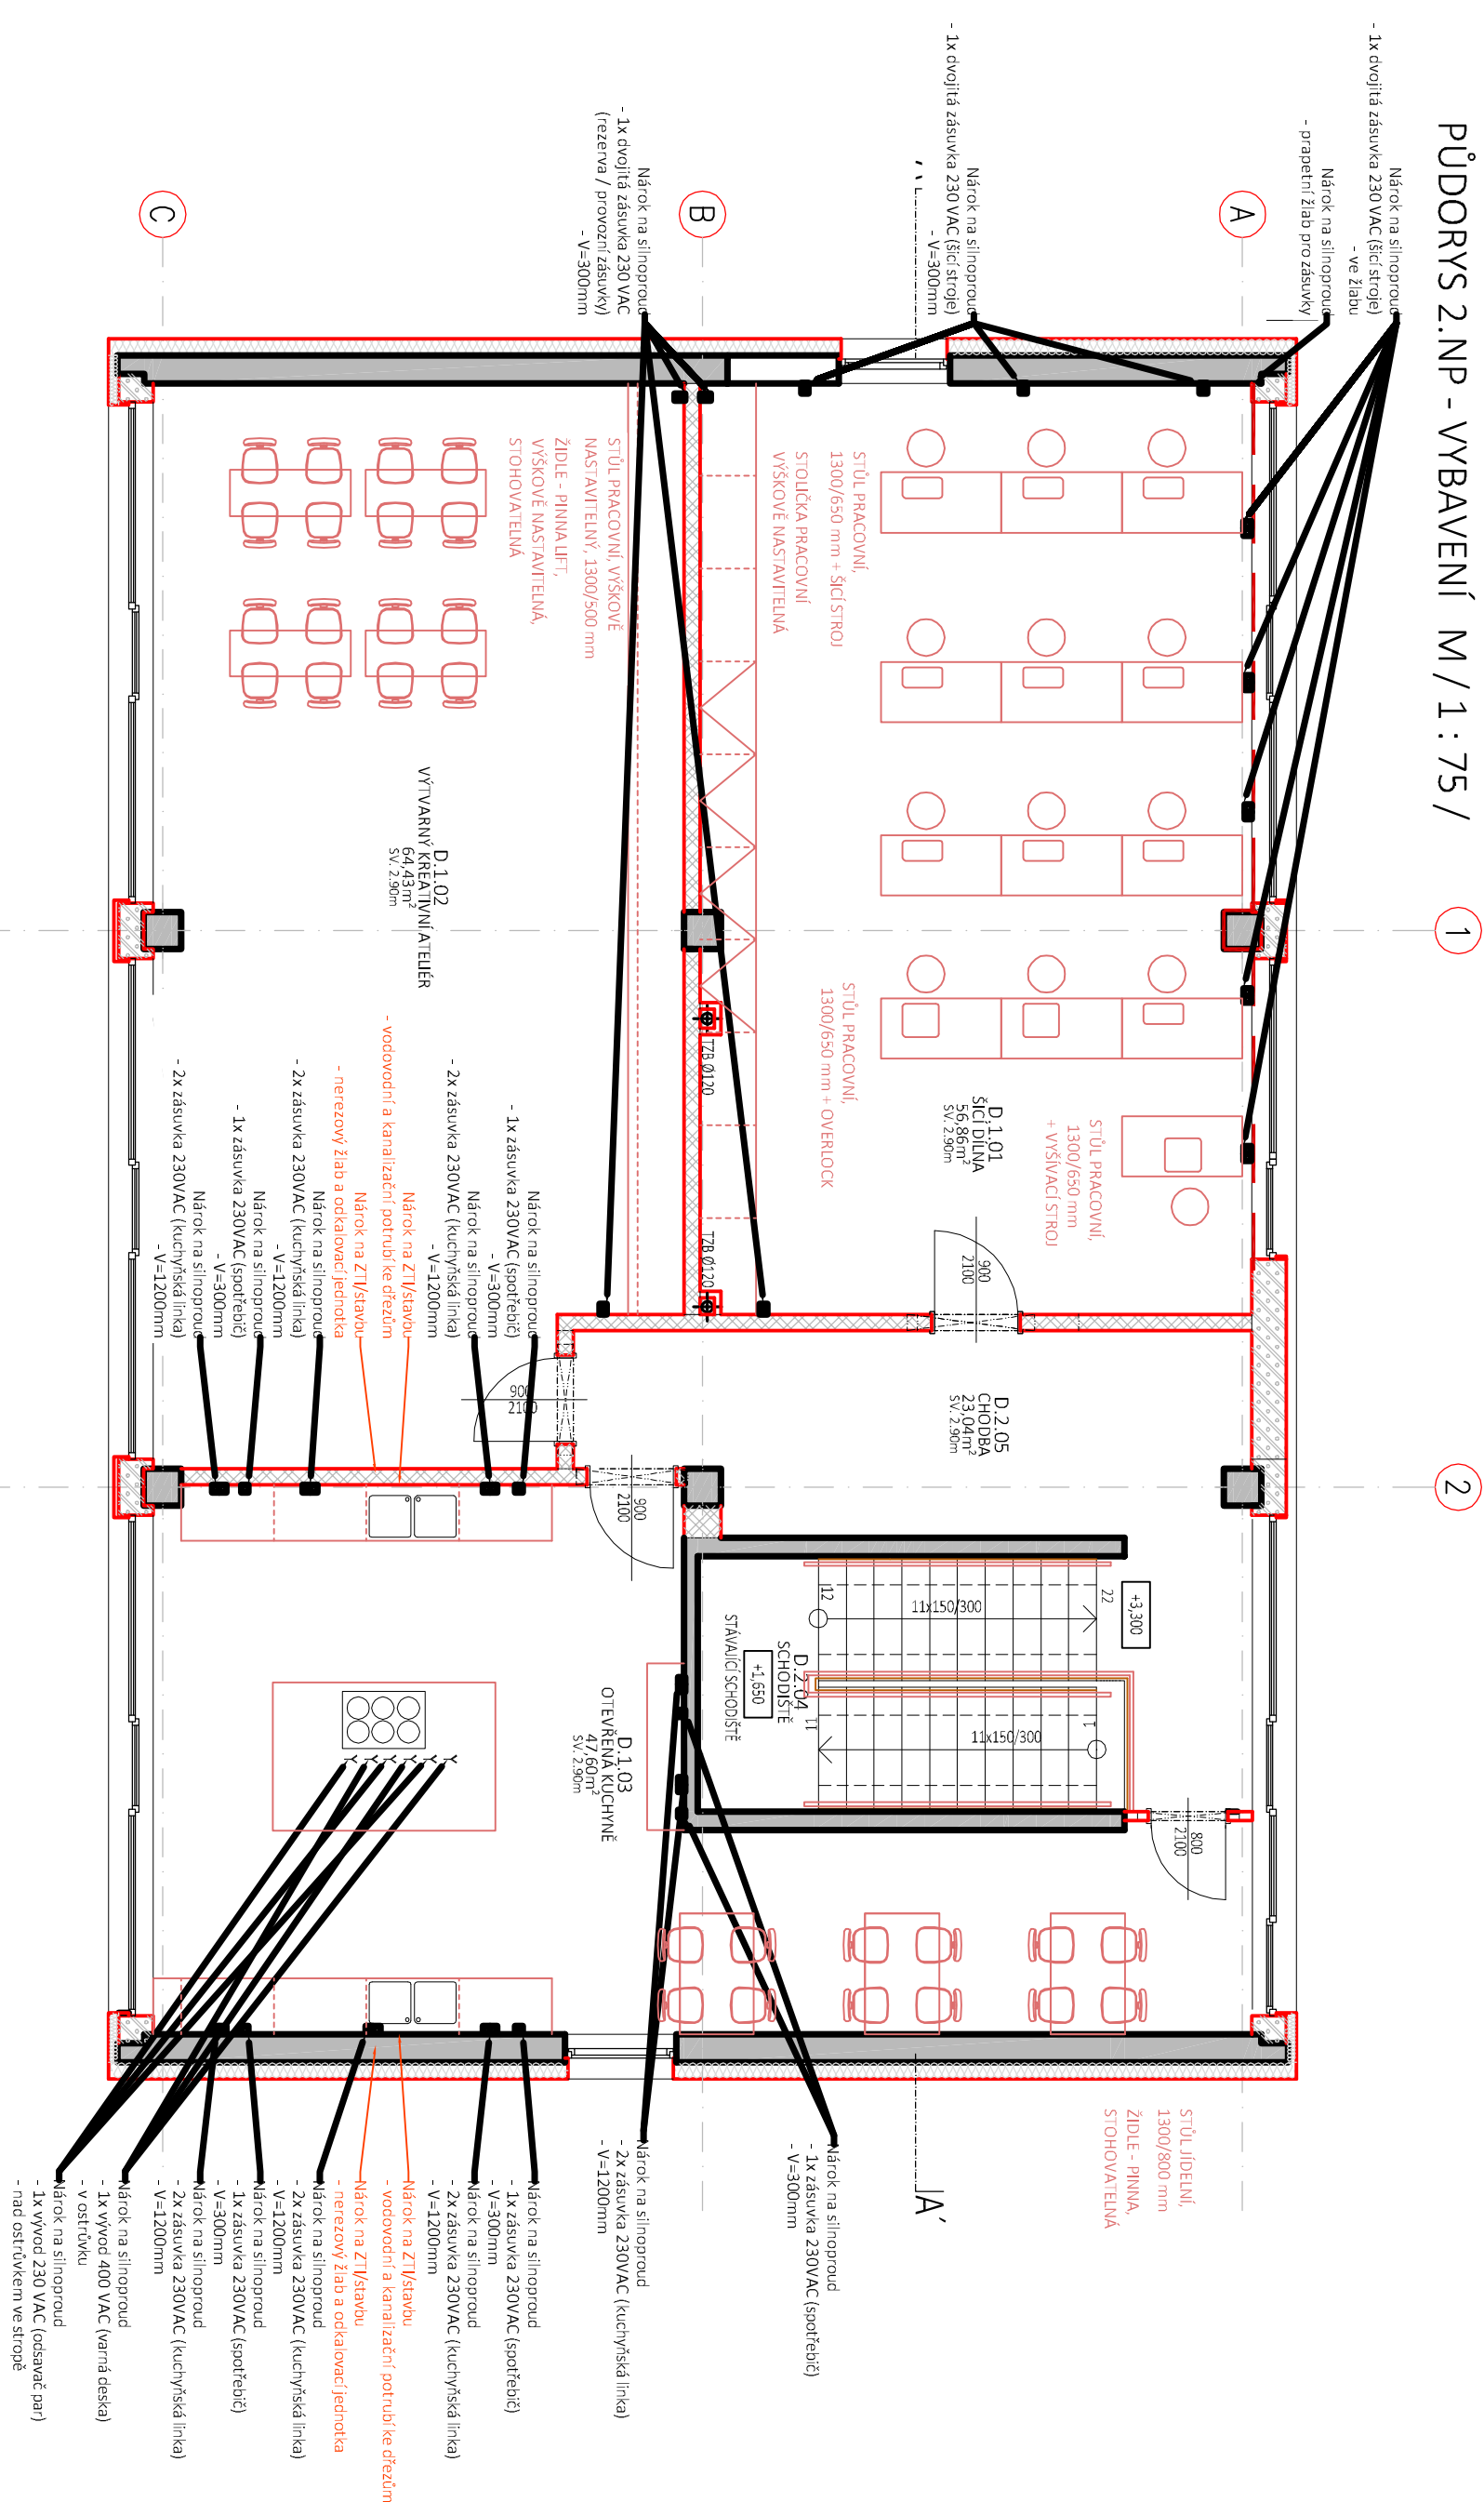 PŮDORYS 2.NP - VYBAVENÍ M / 1 : 75 /
Nárok na silnoproud
- 1x dvojitá zásuvka 230 VAC (šicí stroje)
- ve žlabu
Nárok na silnoproud
- prapetní žlab pro zásuvky
Nárok na silnoproud
- 1x dvojitá zásuvka 230 VAC (šicí stroje)
- V=300mm
Nárok na silnoproud
- 1x dvojitá zásuvka 230 VAC
(rezerva / provozní zásuvky)
- V=300mm
A
B
C
1
2
STŮL PRACOVNÍ,
1300/650 mm + ŠICÍ STROJ
STOLIČKA PRACOVNÍ
VÝŠKOVĚ NASTAVITELNÁ
STŮL PRACOVNÍ, VÝŠKOVĚ
NASTAVITELNÝ, 1300/500 mm
ŽIDLE - PINNA LIFT,
VÝŠKOVĚ NASTAVITELNÁ,
STOHOVATELNÁ
D.1.02
VÝTVARNÝ KREATIVNÍ ATELIÉR
64,43m²
SV. 2.90m
STŮL PRACOVNÍ,
1300/650 mm + OVERLOCK
TZB Ø120
TZB Ø120
D.1.01
ŠICÍ DÍLNA
56,86m²
SV. 2.90m
STŮL PRACOVNÍ,
1300/650 mm
+ VYŠÍVACÍ STROJ
900
2100
D.2.05
CHODBA
23,04m²
SV. 2.90m
900
2100
900
2100
Nárok na silnoproud
- 1x zásuvka 230VAC (spotřebič)
- V=300mm
Nárok na silnoproud
- 2x zásuvka 230VAC (kuchyňská linka)
- V=1200mm
Nárok na ZTI/stavbu
- vodovodní a kanalizační potrubí ke dřezům
Nárok na ZTI/stavbu
- nerezový žlab a odkalovací jednotka
Nárok na silnoproud
- 2x zásuvka 230VAC (kuchyňská linka)
- V=1200mm
Nárok na silnoproud
- 1x zásuvka 230VAC (spotřebič)
- V=300mm
Nárok na silnoproud
- 2x zásuvka 230VAC (kuchyňská linka)
- V=1200mm
+3,300
22
12
11x150/300
D.2.04
SCHODIŠTĚ
+1,650
STÁVAJÍCÍ SCHODIŠTĚ
11
1
11x150/300
800
2100
D.1.03
OTEVŘENÁ KUCHYNĚ
47,60m²
SV. 2.90m
STŮL JÍDELNÍ,
1300/800 mm
ŽIDLE - PINNA,
STOHOVATELNÁ
A´
Nárok na silnoproud
- 1x zásuvka 230VAC (spotřebič)
- V=300mm
Nárok na silnoproud
- 2x zásuvka 230VAC (kuchyňská linka)
- V=1200mm
Nárok na silnoproud
- 1x zásuvka 230VAC (spotřebič)
- V=300mm
Nárok na silnoproud
- 2x zásuvka 230VAC (kuchyňská linka)
- V=1200mm
Nárok na ZTI/stavbu
- vodovodní a kanalizační potrubí ke dřezům
Nárok na ZTI/stavbu
- nerezový žlab a odkalovací jednotka
Nárok na silnoproud
- 2x zásuvka 230VAC (kuchyňská linka)
- V=1200mm
Nárok na silnoproud
- 1x zásuvka 230VAC (spotřebič)
- V=300mm
Nárok na silnoproud
- 2x zásuvka 230VAC (kuchyňská linka)
- V=1200mm
Nárok na silnoproud
- 1x vývod 400 VAC (varná deska)
- v ostrůvku
Nárok na silnoproud
- 1x vývod 230 VAC (odsavač par)
- nad ostrůvkem ve stropě